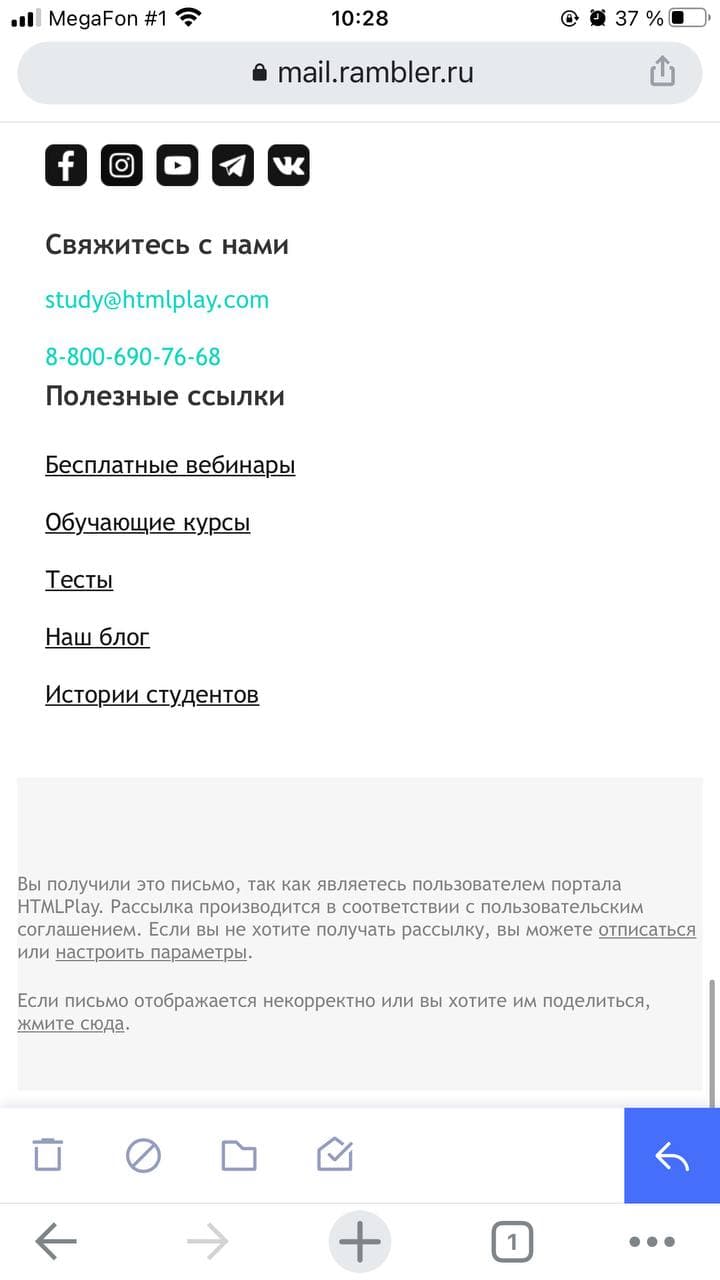 MegaFon #1 10:28 37 %
mail.rambler.ru
Свяжитесь с нами
study@htmlplay.com
8-800-690-76-68
Полезные ссылки
Бесплатные вебинары
Обучающие курсы
Тесты
Наш блог
Истории студентов
Вы получили это письмо, так как являетесь пользователем портала
HTMLPlay. Рассылка производится в соответствии с пользовательским
соглашением. Если вы не хотите получать рассылку, вы можете отписаться
или настроить параметры.
Если письмо отображается некорректно или вы хотите им поделиться,
жмите сюда.
1